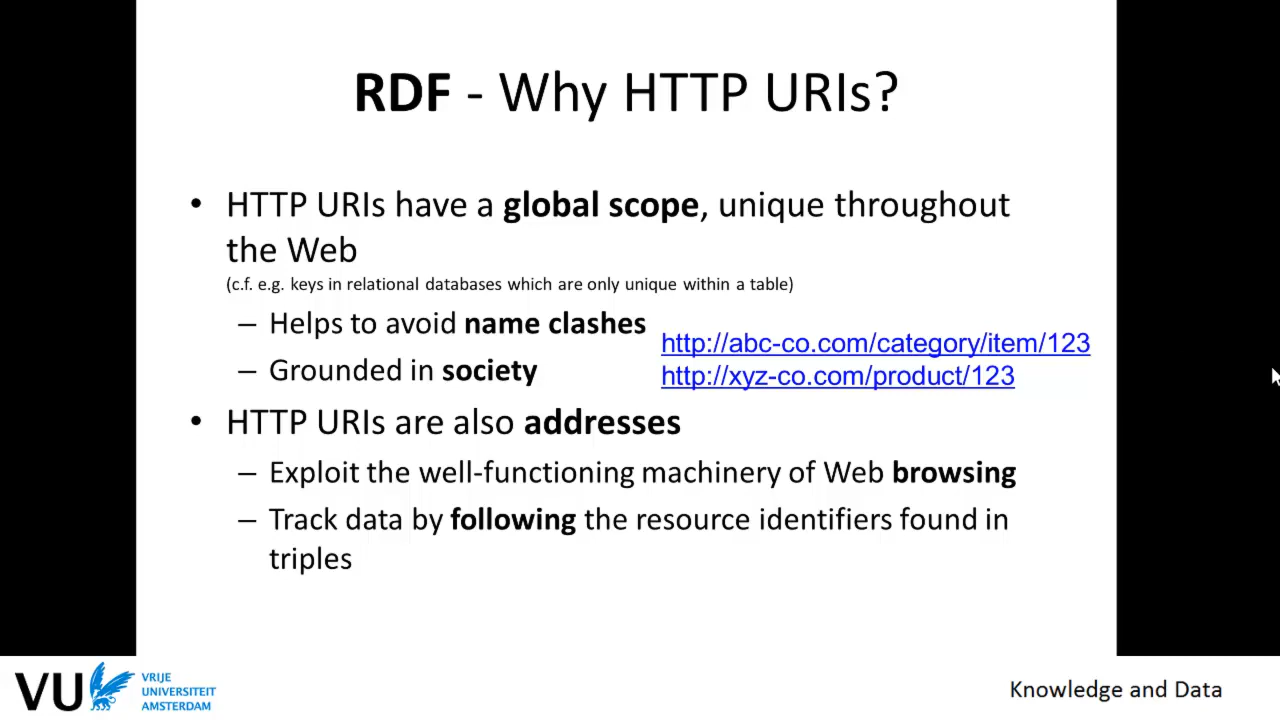 RDF - Why HTTP URIs?
• HTTP URIs have a global scope, unique throughout
the Web
(c.f. e.g. keys in relational databases which are only unique within a table)
– Helps to avoid name clashes
http://abc-co.com/category/item/123
– Grounded in society
http://xyz-co.com/product/123
• HTTP URIs are also addresses
– Exploit the well-functioning machinery of Web browsing
– Track data by following the resource identifiers found in
triples
VU
VRIJE
UNIVERSITEIT
AMSTERDAM
Knowledge and Data